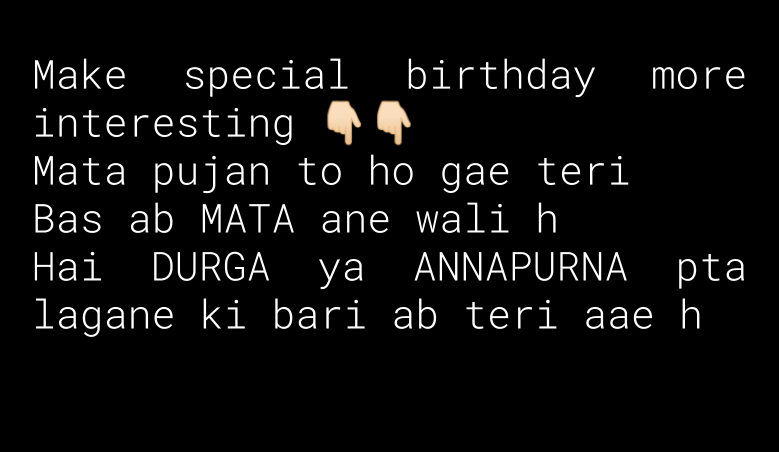 Make special birthday more
interesting 👇🏼👇🏼
Mata pujan to ho gae teri
Bas ab MATA ane wali h
Hai DURGA ya ANNAPURNA pta
lagane ki bari ab teri aae h